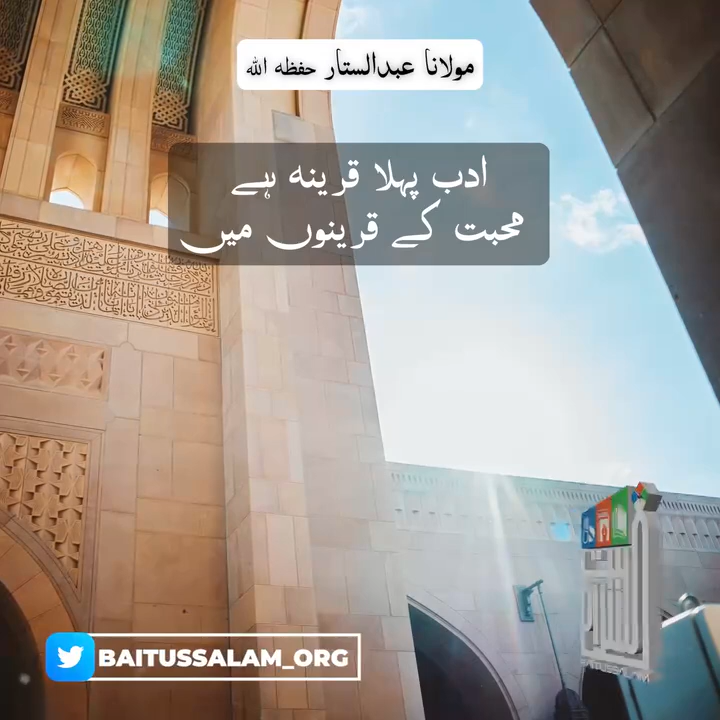 مولانا عبدالستار حفظہ اللہ
ادب پہلا قرینہ ہے
محبت کے قرینوں میں
BAITUSSALAM_ORG